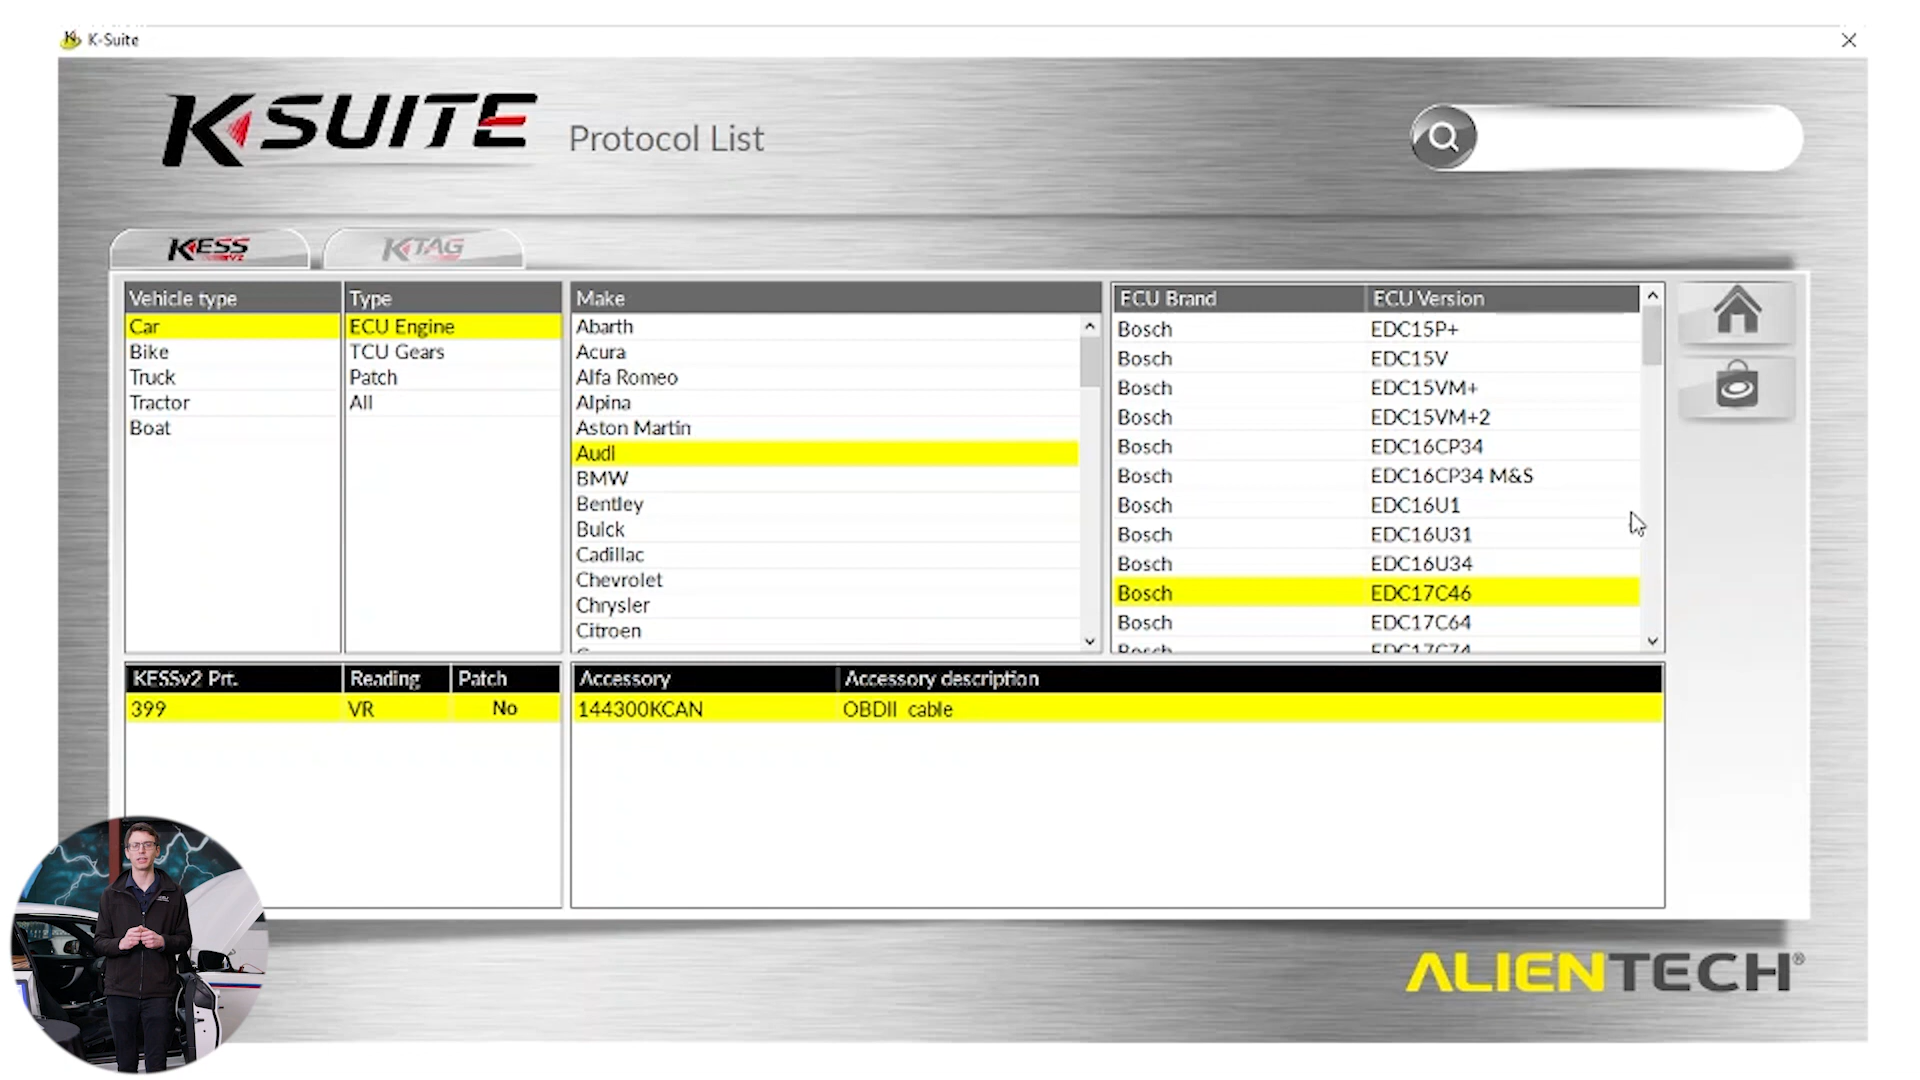 K-Suite
KSUITE Protocol List
KESS V2
KTAG
Vehicle type
Car
Bike
Truck
Tractor
Boat
Type
ECU Engine
TCU Gears
Patch
All
Make
Abarth
Acura
Alfa Romeo
Alpina
Aston Martin
Audi
BMW
Bentley
Buick
Cadillac
Chevrolet
Chrysler
Citroen
ECU Brand ECU Version
Bosch EDC15P+
Bosch EDC15V
Bosch EDC15VM+
Bosch EDC15VM+2
Bosch EDC16CP34
Bosch EDC16CP34 M&S
Bosch EDC16U1
Bosch EDC16U31
Bosch EDC16U34
Bosch EDC17C46
Bosch EDC17C64
Bosch EDC17C74
KESSv2 Prt. Reading Patch
399 VR No
Accessory Accessory description
144300KCAN OBDII cable
ALIENTECH®